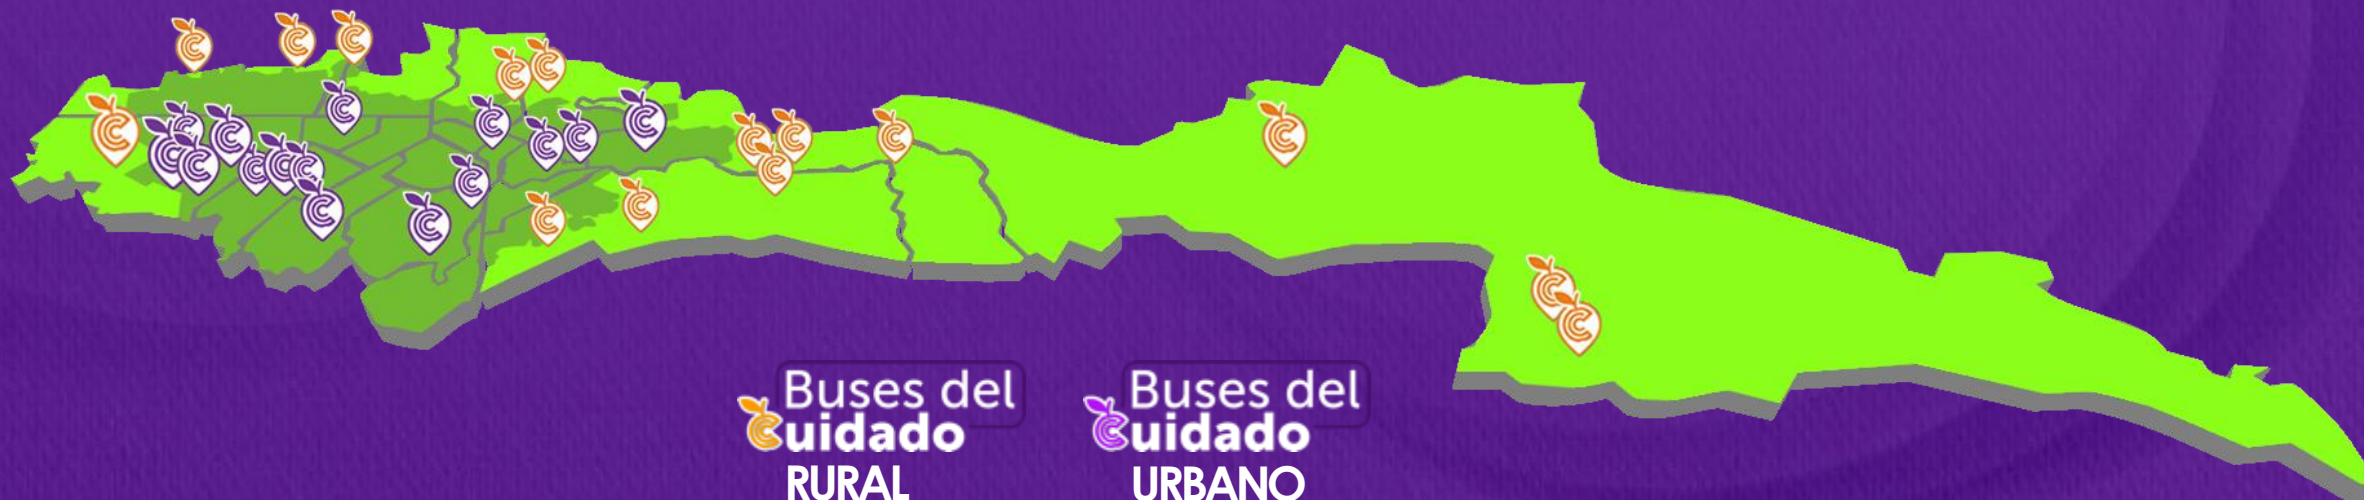 Buses del
Cuidado
RURAL
Buses del
Cuidado
URBANO